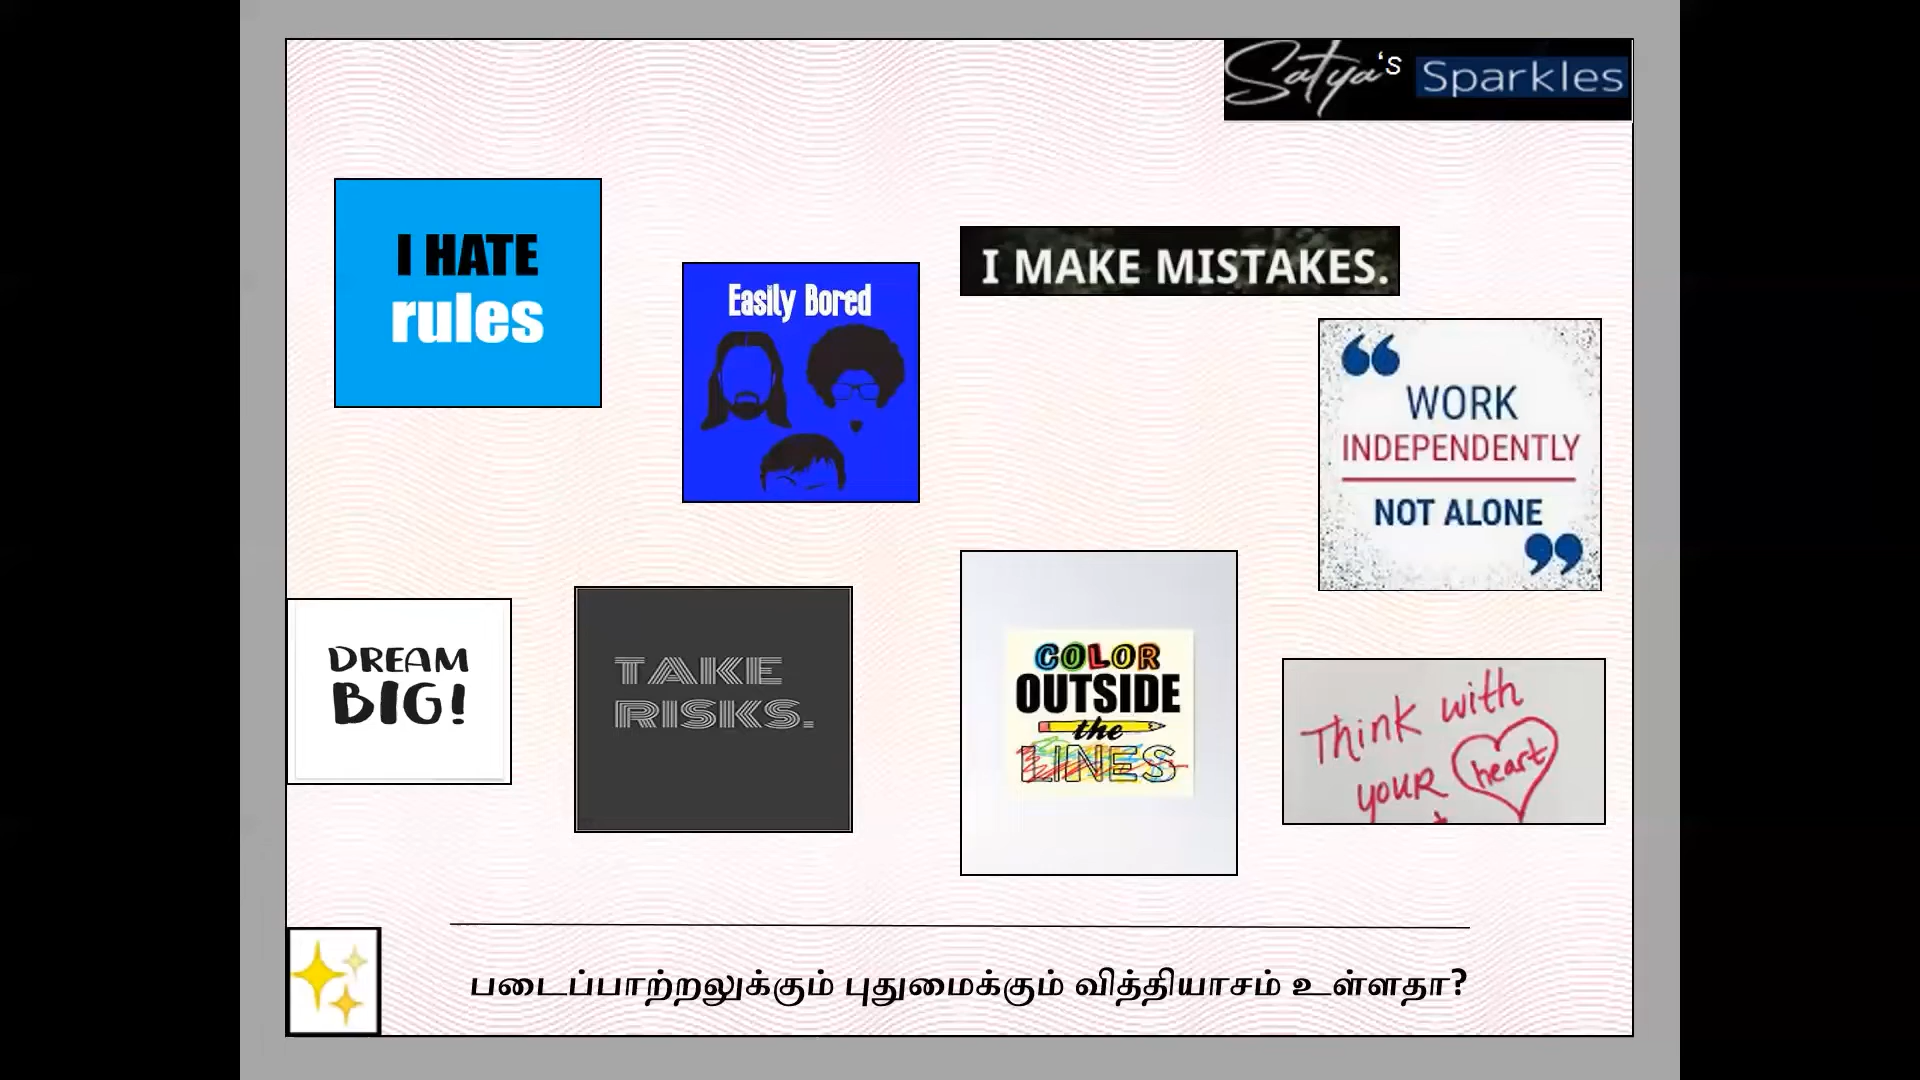 Satya's Sparkles
I HATE
rules
Easily Bored
I MAKE MISTAKES.
WORK
INDEPENDENTLY
NOT ALONE
DREAM
BIG!
TAKE
RISKS.
COLOR
OUTSIDE
the
LINES
Think with
your heart
படைப்பாற்றலுக்கும் புதுமைக்கும் வித்தியாசம் உள்ளதா?